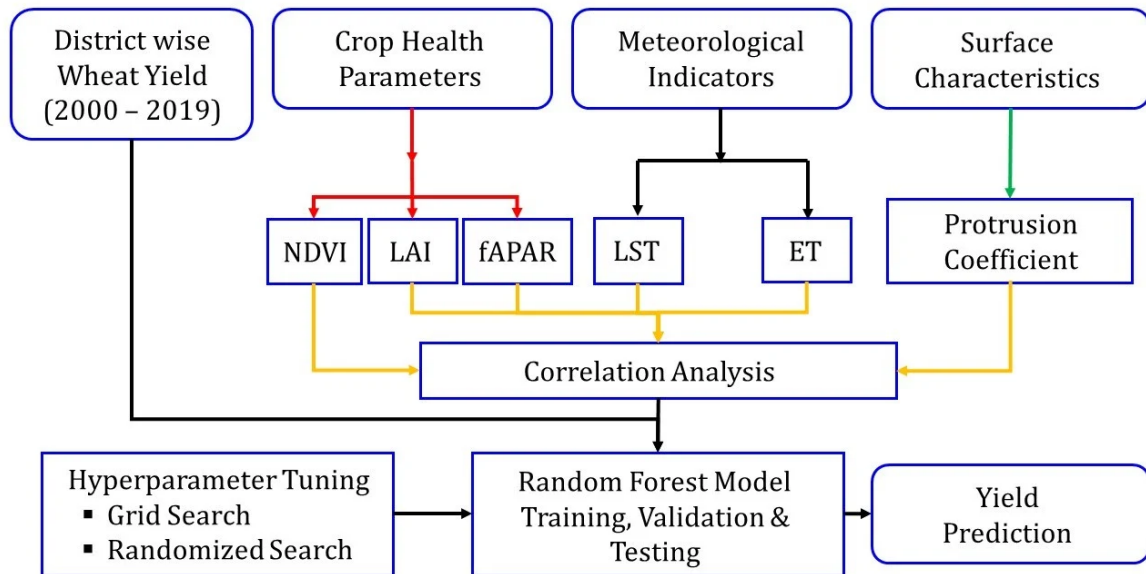 District wise
Wheat Yield
(2000 – 2019)
Crop Health
Parameters
Meteorological
Indicators
Surface
Characteristics
NDVI
LAI
fAPAR
LST
ET
Protrusion
Coefficient
Correlation Analysis
Hyperparameter Tuning
▪ Grid Search
▪ Randomized Search
Random Forest Model
Training, Validation &
Testing
Yield
Prediction